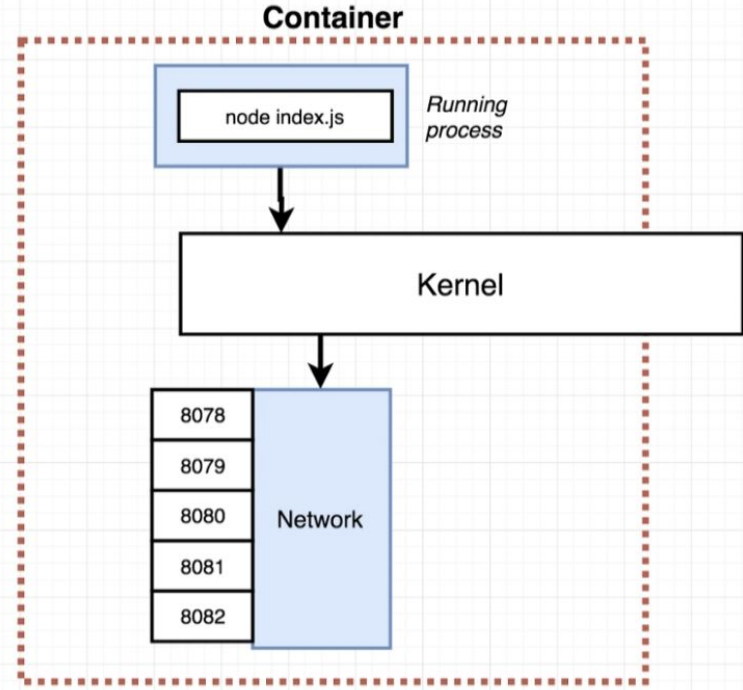 Container
node index.js
Running
process
Kernel
8078
8079
8080
8081
8082
Network